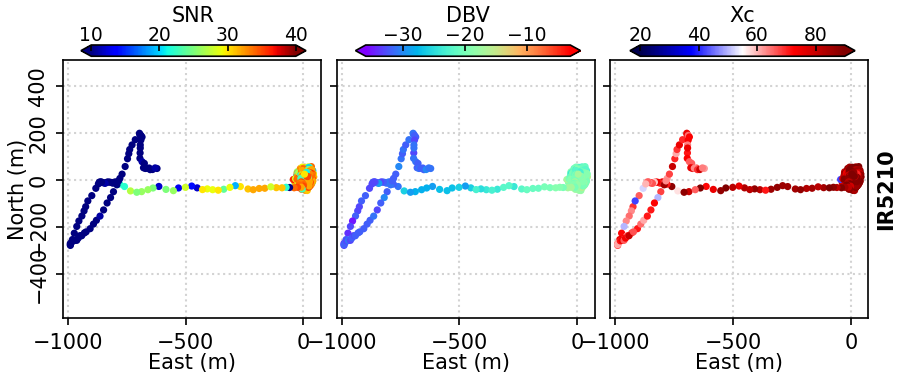 SNR DBV Xc
10 20 30 40 −30 −20 −10 20 40 60 80
400
200
0
−200
−400
North (m)
IR5210
−1000 −500 0 −1000 −500 0 −1000 −500 0
East (m) East (m) East (m)